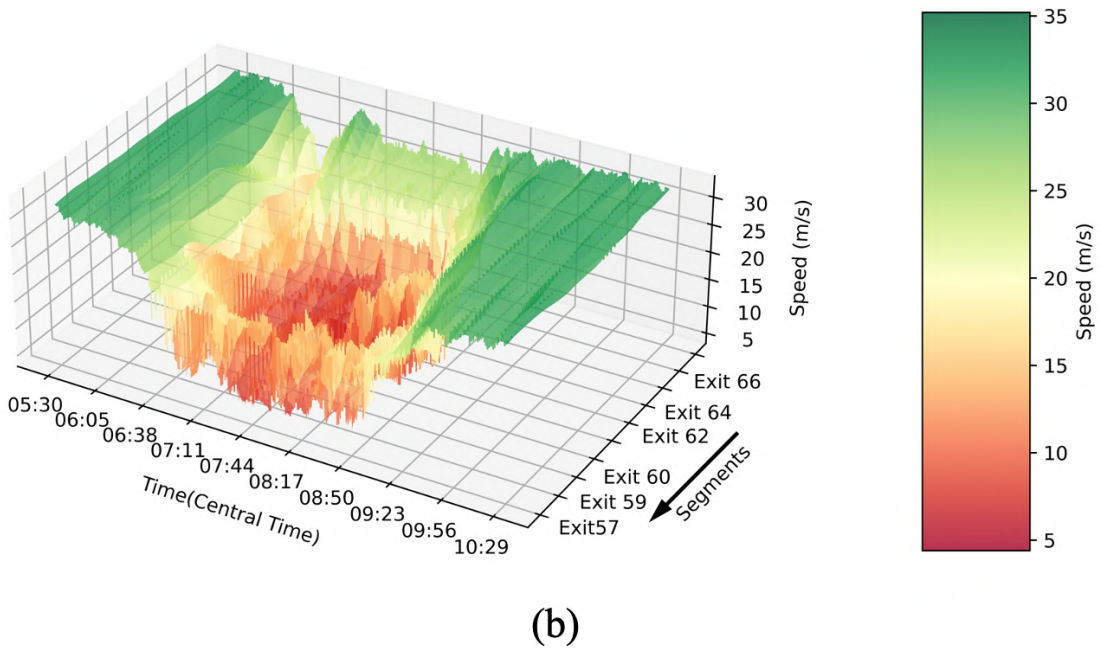 35
30
25
20
15
10
5
Speed (m/s)
30
25
20
15
10
5
Speed (m/s)
Exit 66
Exit 64
Exit 62
Exit 60
Exit 59
Exit57
Segments
05:30
06:05
06:38
07:11
07:44
08:17
08:50
09:23
09:56
10:29
Time(Central Time)
(b)